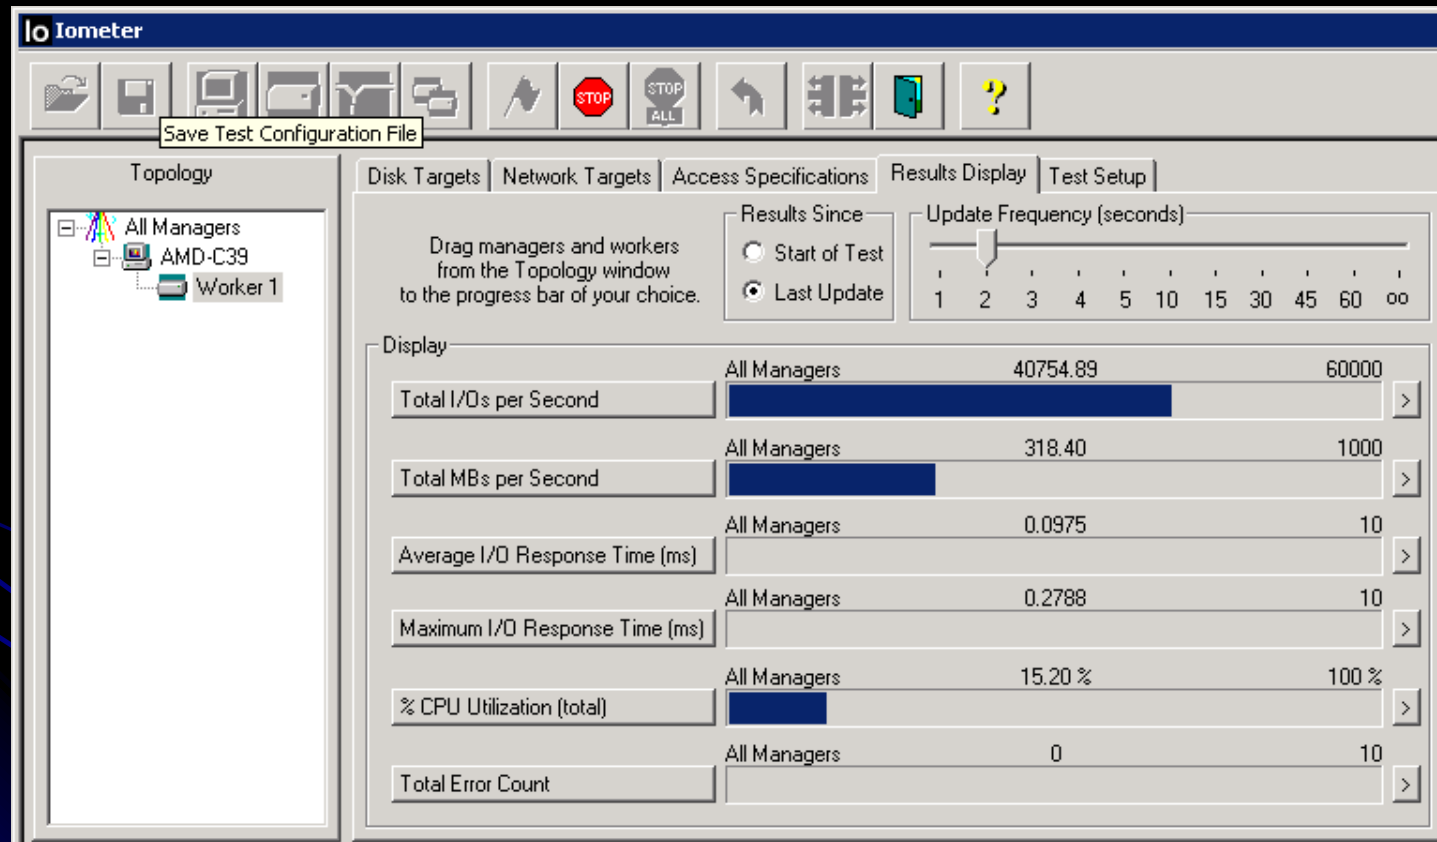 Io Iometer
STOP
STOP
ALL
?
Save Test Configuration File
Topology
All Managers
AMD-C39
Worker 1
Disk Targets
Network Targets
Access Specifications
Results Display
Test Setup
Drag managers and workers
from the Topology window
to the progress bar of your choice.
Results Since
Start of Test
Last Update
Update Frequency (seconds)
1 2 3 4 5 10 15 30 45 60 oo
Display
All Managers 40754.89 60000
Total I/Os per Second >
All Managers 318.40 1000
Total MBs per Second >
All Managers 0.0975 10
Average I/O Response Time (ms) >
All Managers 0.2788 10
Maximum I/O Response Time (ms) >
All Managers 15.20 % 100 %
% CPU Utilization (total) >
All Managers 0 10
Total Error Count >